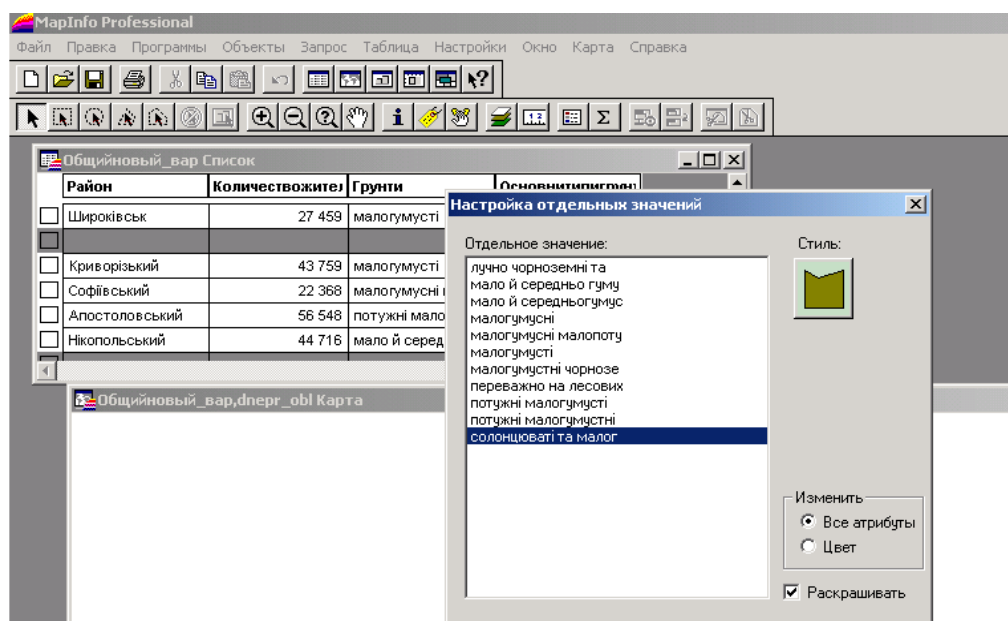 MapInfo Professional
Файл Правка Программы Объекты Запрос Таблица Настройки Окно Карта Справка
Общийновый_вар Список
Район Количествожител Грунти Основнитипигрунт
Широківськ 27 459 малогумусті
Криворізький 43 759 малогумусті
Софіївський 22 368 малогумусні
Апостоловський 56 548 потужні мало
Нікопольський 44 716 мало й серед
Общийновый_вар,dnepr_obl Карта
Настройка отдельных значений
Отдельное значение: Стиль:
лучно чорноземні та
мало й середньо гуму
мало й середньогумус
малогумусні
малогумусні малопоту
малогумусті
малогумустні чорнозе
переважно на лесових
потужні малогумусті
потужні малогумустні
солонцюваті та малог
Изменить
Все атрибуты
Цвет
Раскрашивать